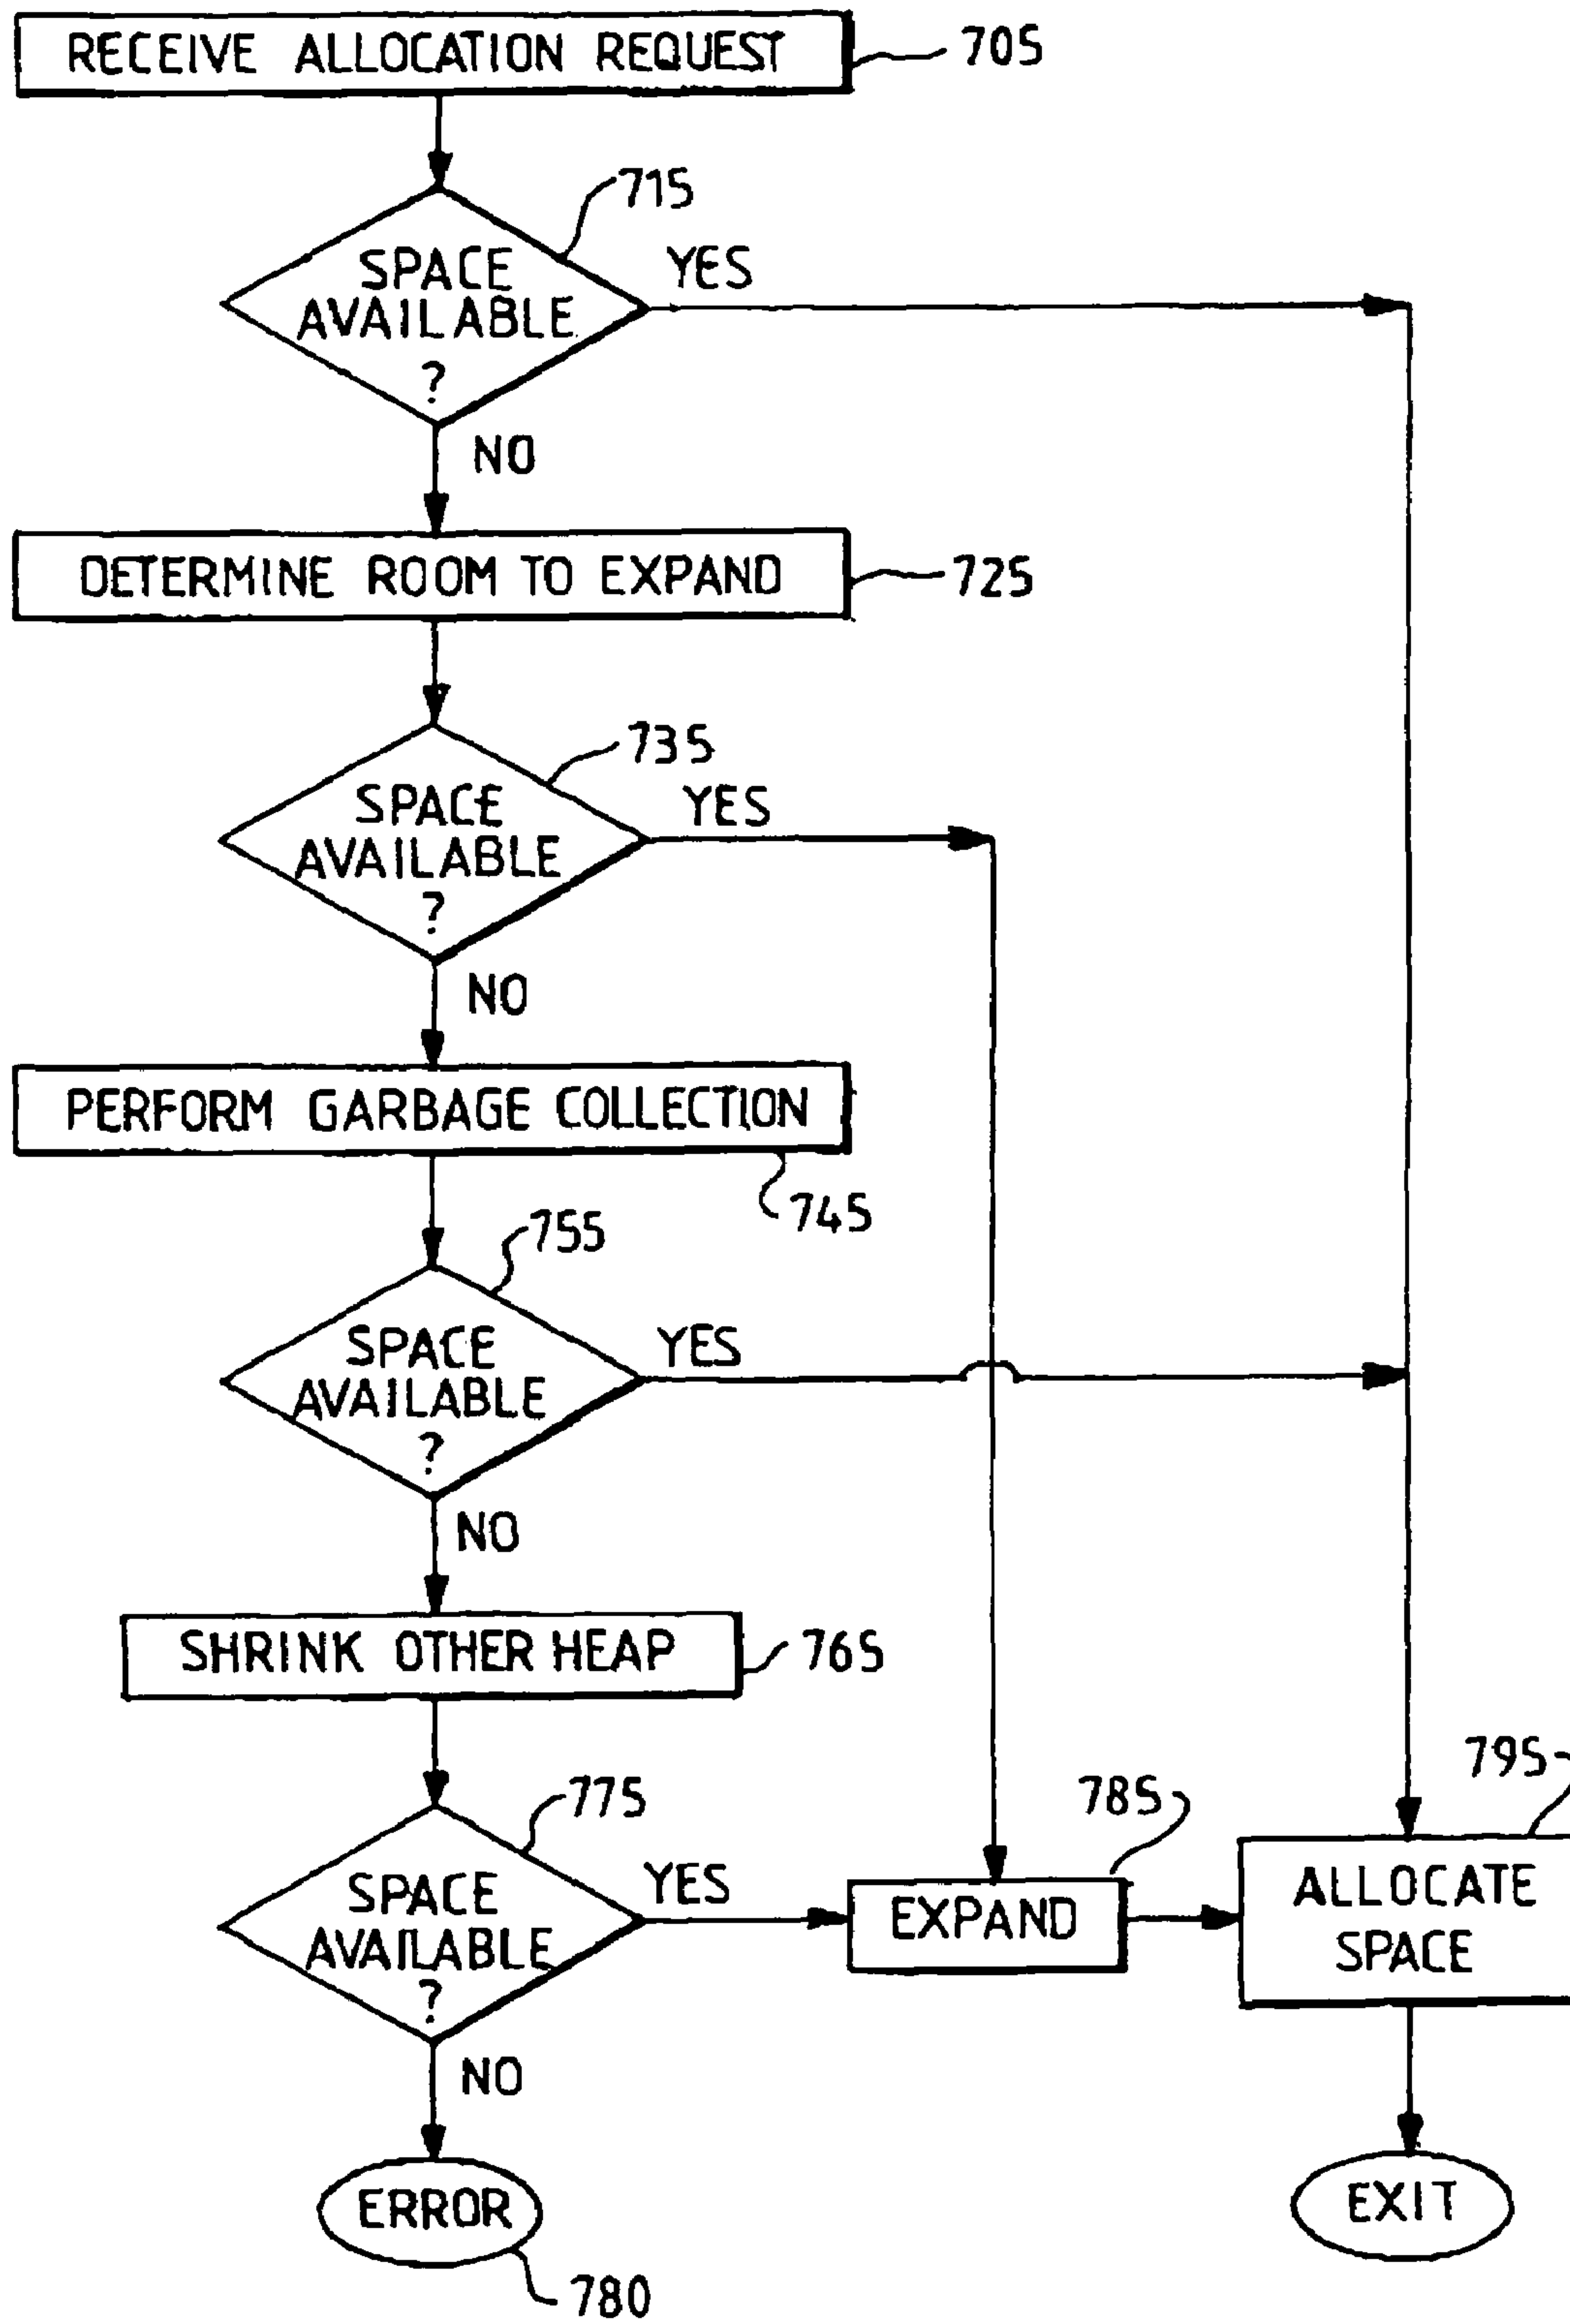 RECEIVE ALLOCATION REQUEST
705
715
SPACE
AVAILABLE
?
YES
NO
DETERMINE ROOM TO EXPAND
725
735
SPACE
AVAILABLE
?
YES
NO
PERFORM GARBAGE COLLECTION
745
755
SPACE
AVAILABLE
?
YES
NO
SHRINK OTHER HEAP
765
775
SPACE
AVAILABLE
?
YES
785
EXPAND
795
ALLOCATE
SPACE
NO
ERROR
780
EXIT